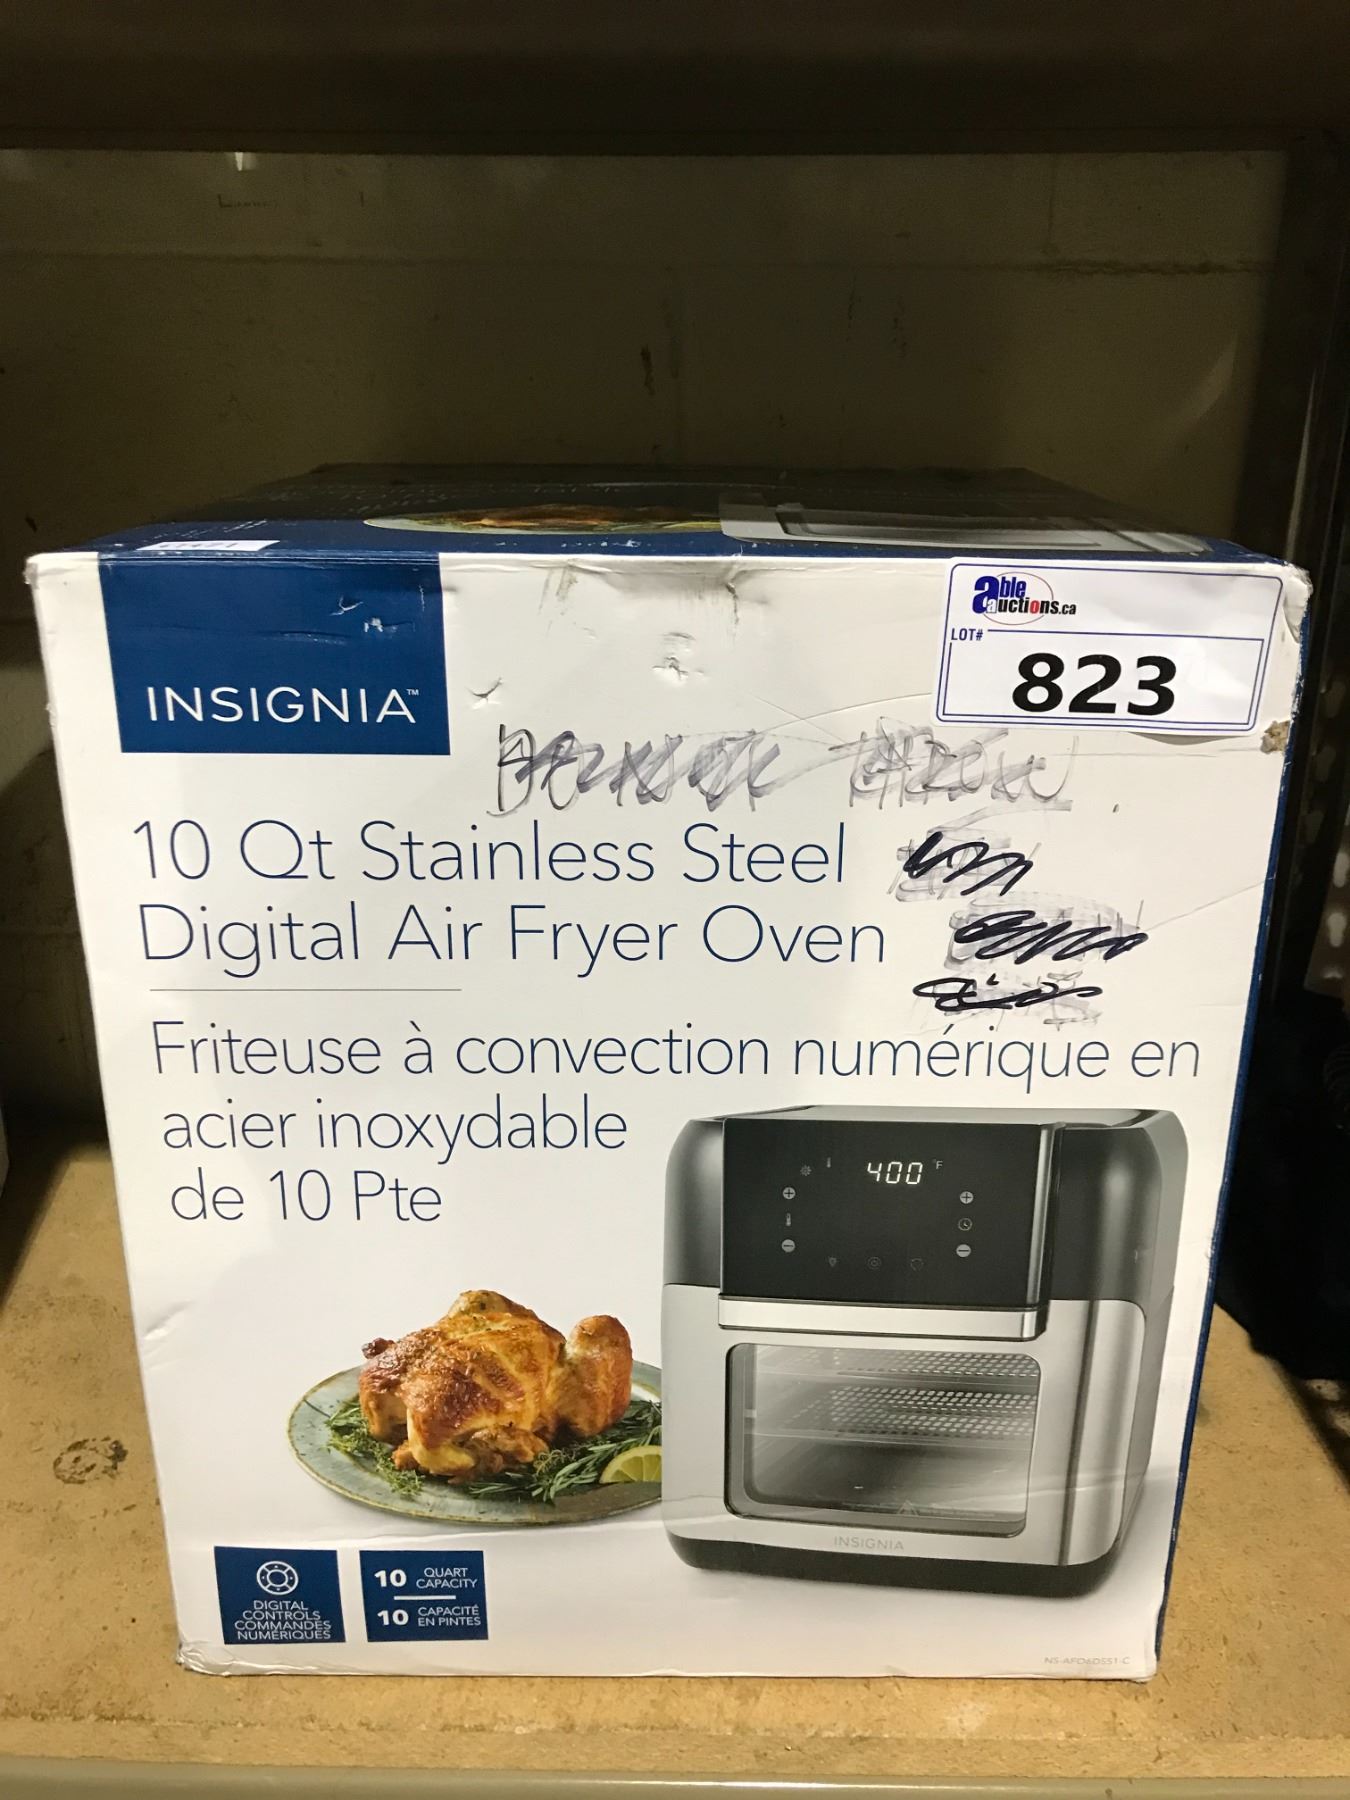 able
auctions.ca
LOT#
823
INSIGNIA™
10 Qt Stainless Steel
Digital Air Fryer Oven
Friteuse à convection numérique en
acier inoxydable
de 10 Pte
400 °F
INSIGNIA
DIGITAL
CONTROLS
COMMANDES
NUMÉRIQUES
10 QUART
CAPACITY
10 CAPACITÉ
EN PINTES